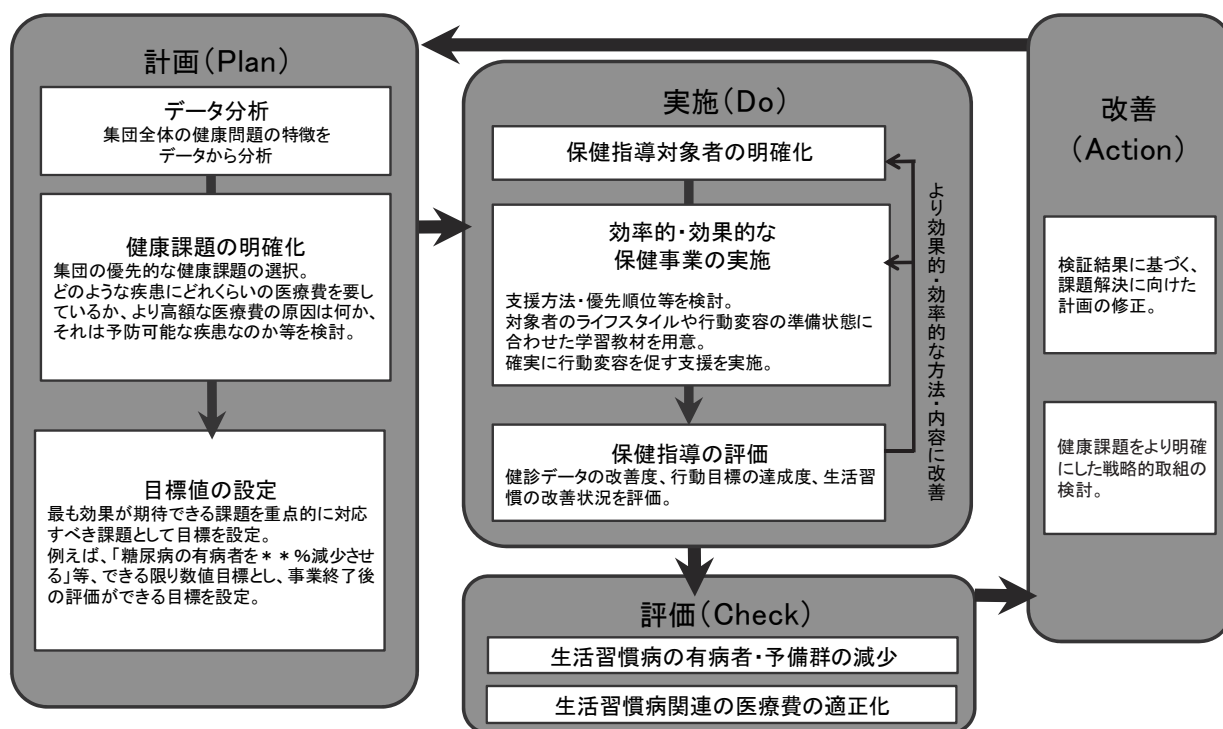 計画(Plan)
データ分析
集団全体の健康問題の特徴を
データから分析
健康課題の明確化
集団の優先的な健康課題の選択。
どのような疾患にどれくらいの医療費を要し
ているか、より高額な医療費の原因は何か、
それは予防可能な疾患なのか等を検討。
目標値の設定
最も効果が期待できる課題を重点的に対応
すべき課題として目標を設定。
例えば、「糖尿病の有病者を**%減少させ
る」等、できる限り数値目標とし、事業終了後
の評価ができる目標を設定。
実施(Do)
保健指導対象者の明確化
効率的・効果的な
保健事業の実施
支援方法・優先順位等を検討。
対象者のライフスタイルや行動変容の準備状態に
合わせた学習教材を用意。
確実に行動変容を促す支援を実施。
保健指導の評価
健診データの改善度、行動目標の達成度、生活習
慣の改善状況を評価。
より効果的・効率的な方法・内容に改善
評価(Check)
生活習慣病の有病者・予備群の減少
生活習慣病関連の医療費の適正化
改善
(Action)
検証結果に基づく、
課題解決に向けた
計画の修正。
健康課題をより明確
にした戦略的取組の
検討。